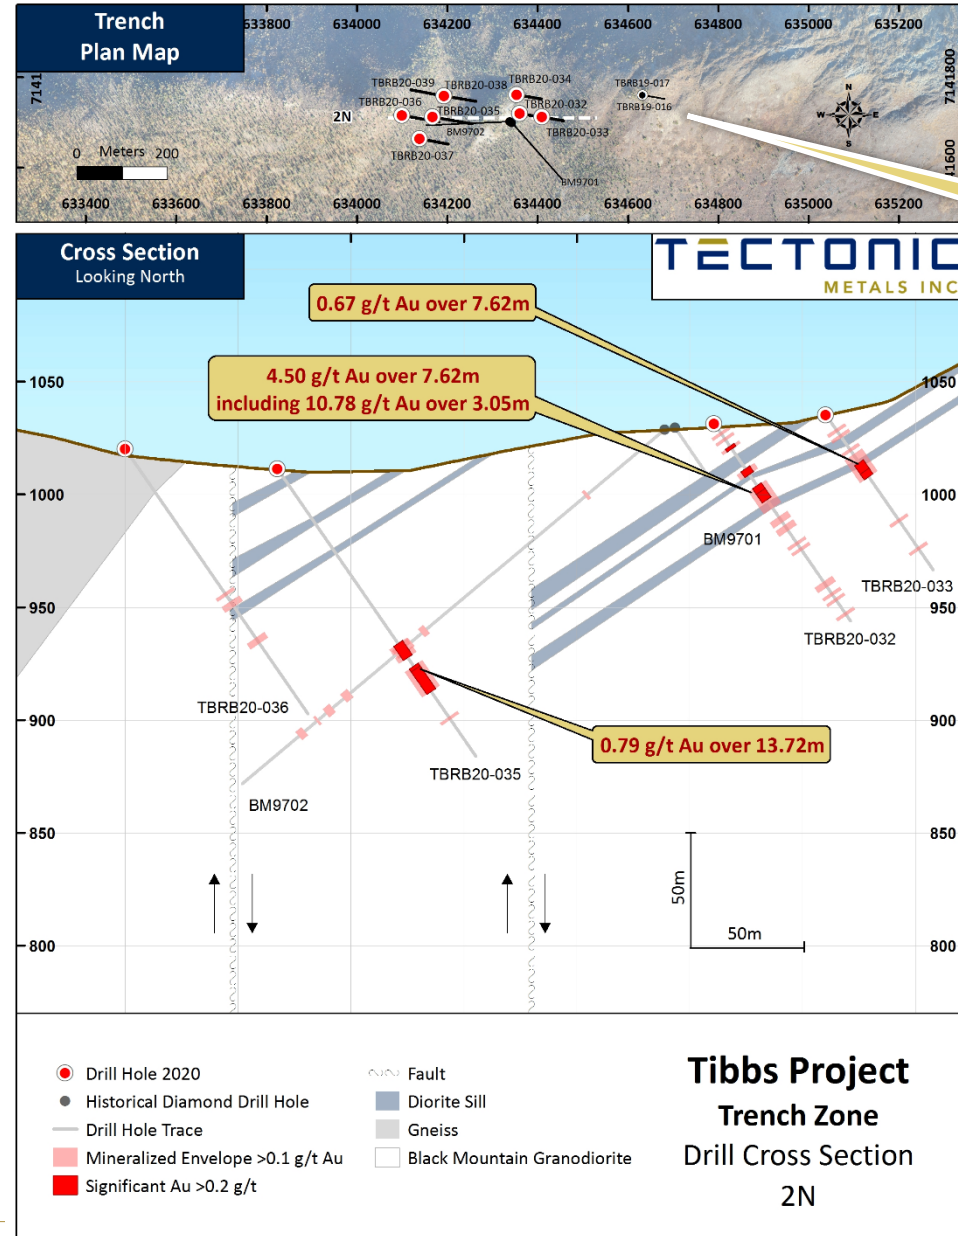 Trench
Plan Map
633800
634000
634200
634400
634600
634800
635000
635200
7141
7141800
41600
TBRB20-039
TBRB20-038
TBRB20-034
TBRB19-017
TBRB20-036
TBRB20-035
TBRB20-032
TBRB19-016
2N
BM9702
TBRB20-033
TBRB20-037
BM9701
N
W
E
S
0 Meters 200
633400
633600
633800
634000
634200
634400
634600
634800
635000
635200
Cross Section
Looking North
TECTONIC
METALS INC
0.67 g/t Au over 7.62m
4.50 g/t Au over 7.62m
including 10.78 g/t Au over 3.05m
1050
1050
1000
1000
BM9701
TBRB20-033
950
950
TBRB20-032
TBRB20-036
900
900
0.79 g/t Au over 13.72m
TBRB20-035
BM9702
850
850
50m
50m
800
800
Drill Hole 2020
Historical Diamond Drill Hole
Drill Hole Trace
Mineralized Envelope >0.1 g/t Au
Significant Au >0.2 g/t
Fault
Diorite Sill
Gneiss
Black Mountain Granodiorite
Tibbs Project
Trench Zone
Drill Cross Section
2N